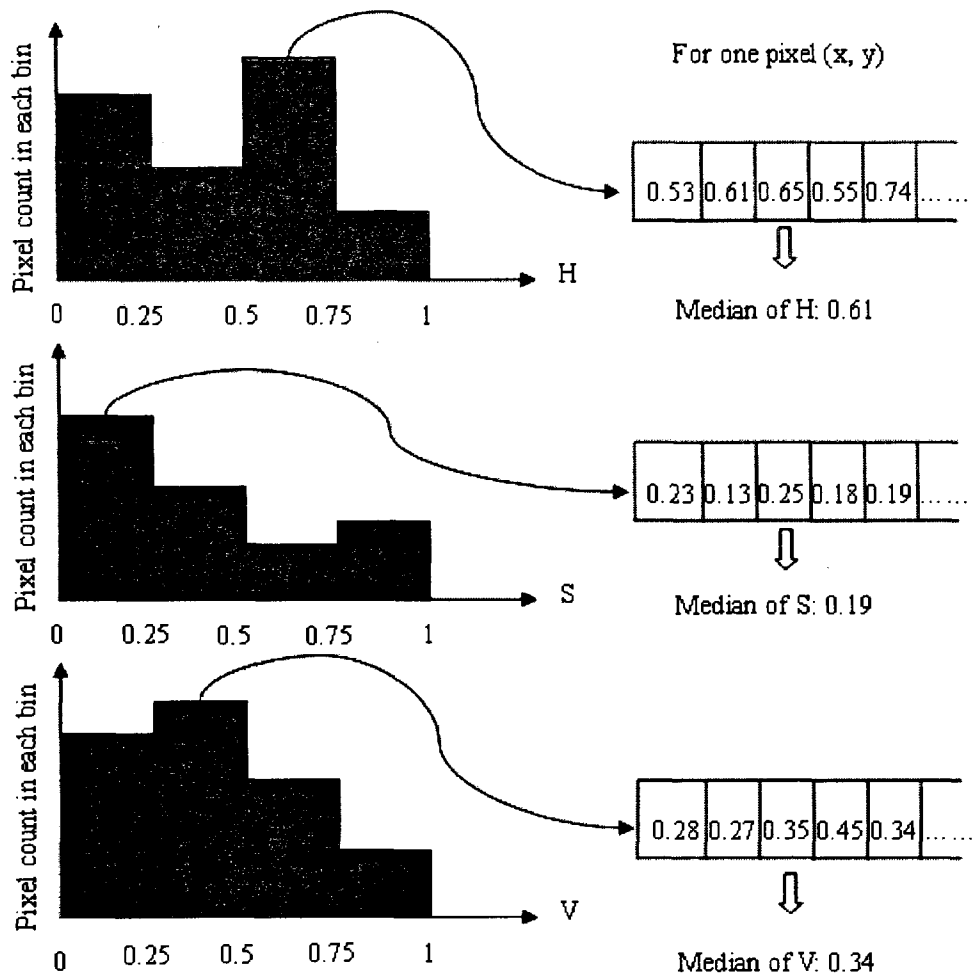 For one pixel (x, y)
Pixel count in each bin
0.53 0.61 0.65 0.55 0.74 ......
H
0 0.25 0.5 0.75 1
Median of H: 0.61
Pixel count in each bin
0.23 0.13 0.25 0.18 0.19 ......
S
0 0.25 0.5 0.75 1
Median of S: 0.19
Pixel count in each bin
0.28 0.27 0.35 0.45 0.34 ......
V
0 0.25 0.5 0.75 1
Median of V: 0.34